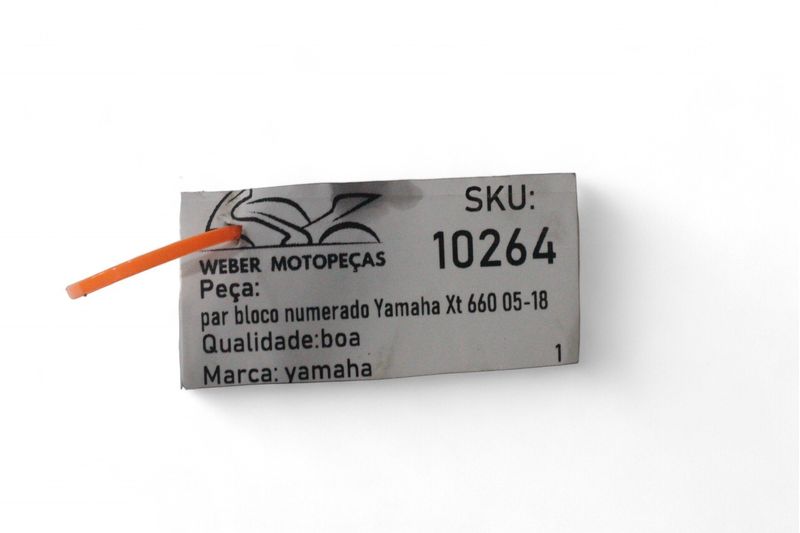 SKU:
10264
WEBER MOTOPEÇAS
Peça:
par bloco numerado Yamaha Xt 660 05-18
Qualidade:boa
Marca: yamaha
1